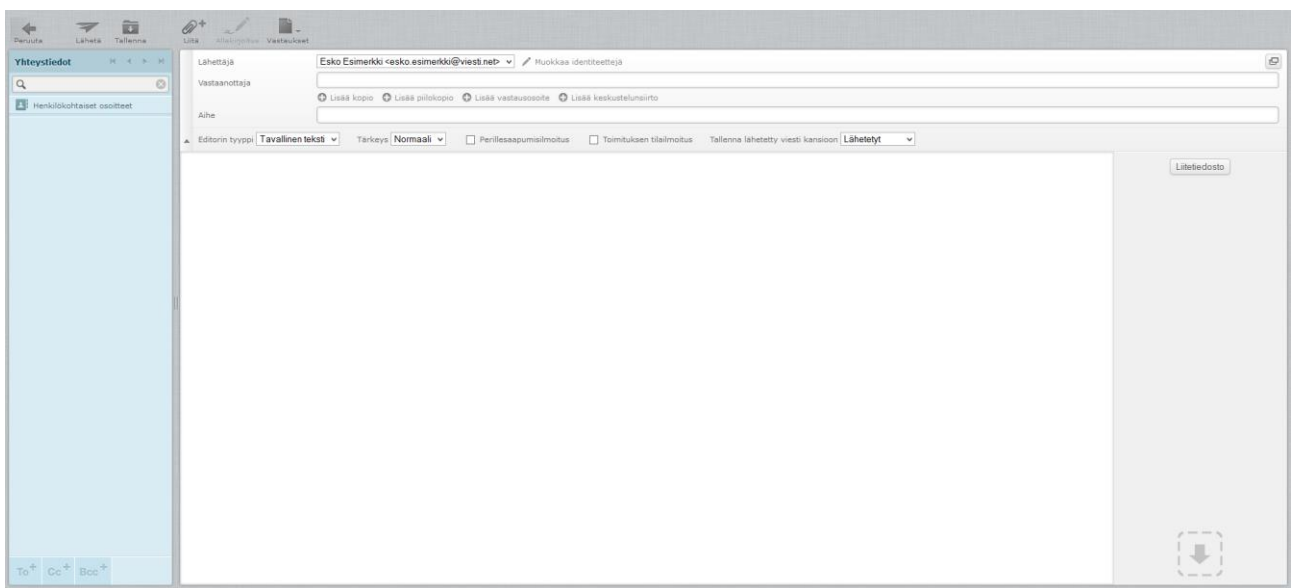 Peruuta Lähetä Tallenna Liitä Allekirjoitus Vastaukset
Yhteystiedot
Henkilökohtaiset osoitteet
To+ Cc+ Bcc+
Lähettäjä Esko Esimerkki <esko.esimerkki@viesti.net> Muokkaa identiteettejä
Vastaanottaja
Lisää kopio Lisää piilokopio Lisää vastausosoite Lisää keskustelunsiirto
Aihe
Editorin tyyppi Tavallinen teksti Tärkeys Normaali Perillesaapumisilmoitus Toimituksen tilailmoitus Tallenna lähetetty viesti kansioon Lähetetyt
Liitetiedosto